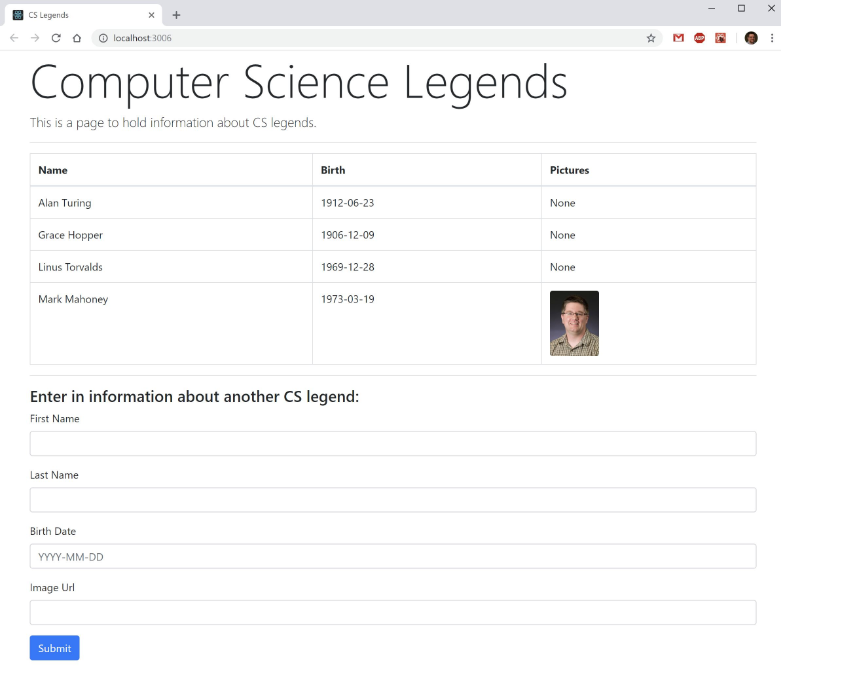 CS Legends
localhost:3006
Computer Science Legends
This is a page to hold information about CS legends.
Name Birth Pictures
Alan Turing 1912-06-23 None
Grace Hopper 1906-12-09 None
Linus Torvalds 1969-12-28 None
Mark Mahoney 1973-03-19
Enter in information about another CS legend:
First Name
Last Name
Birth Date
YYYY-MM-DD
Image Url
Submit